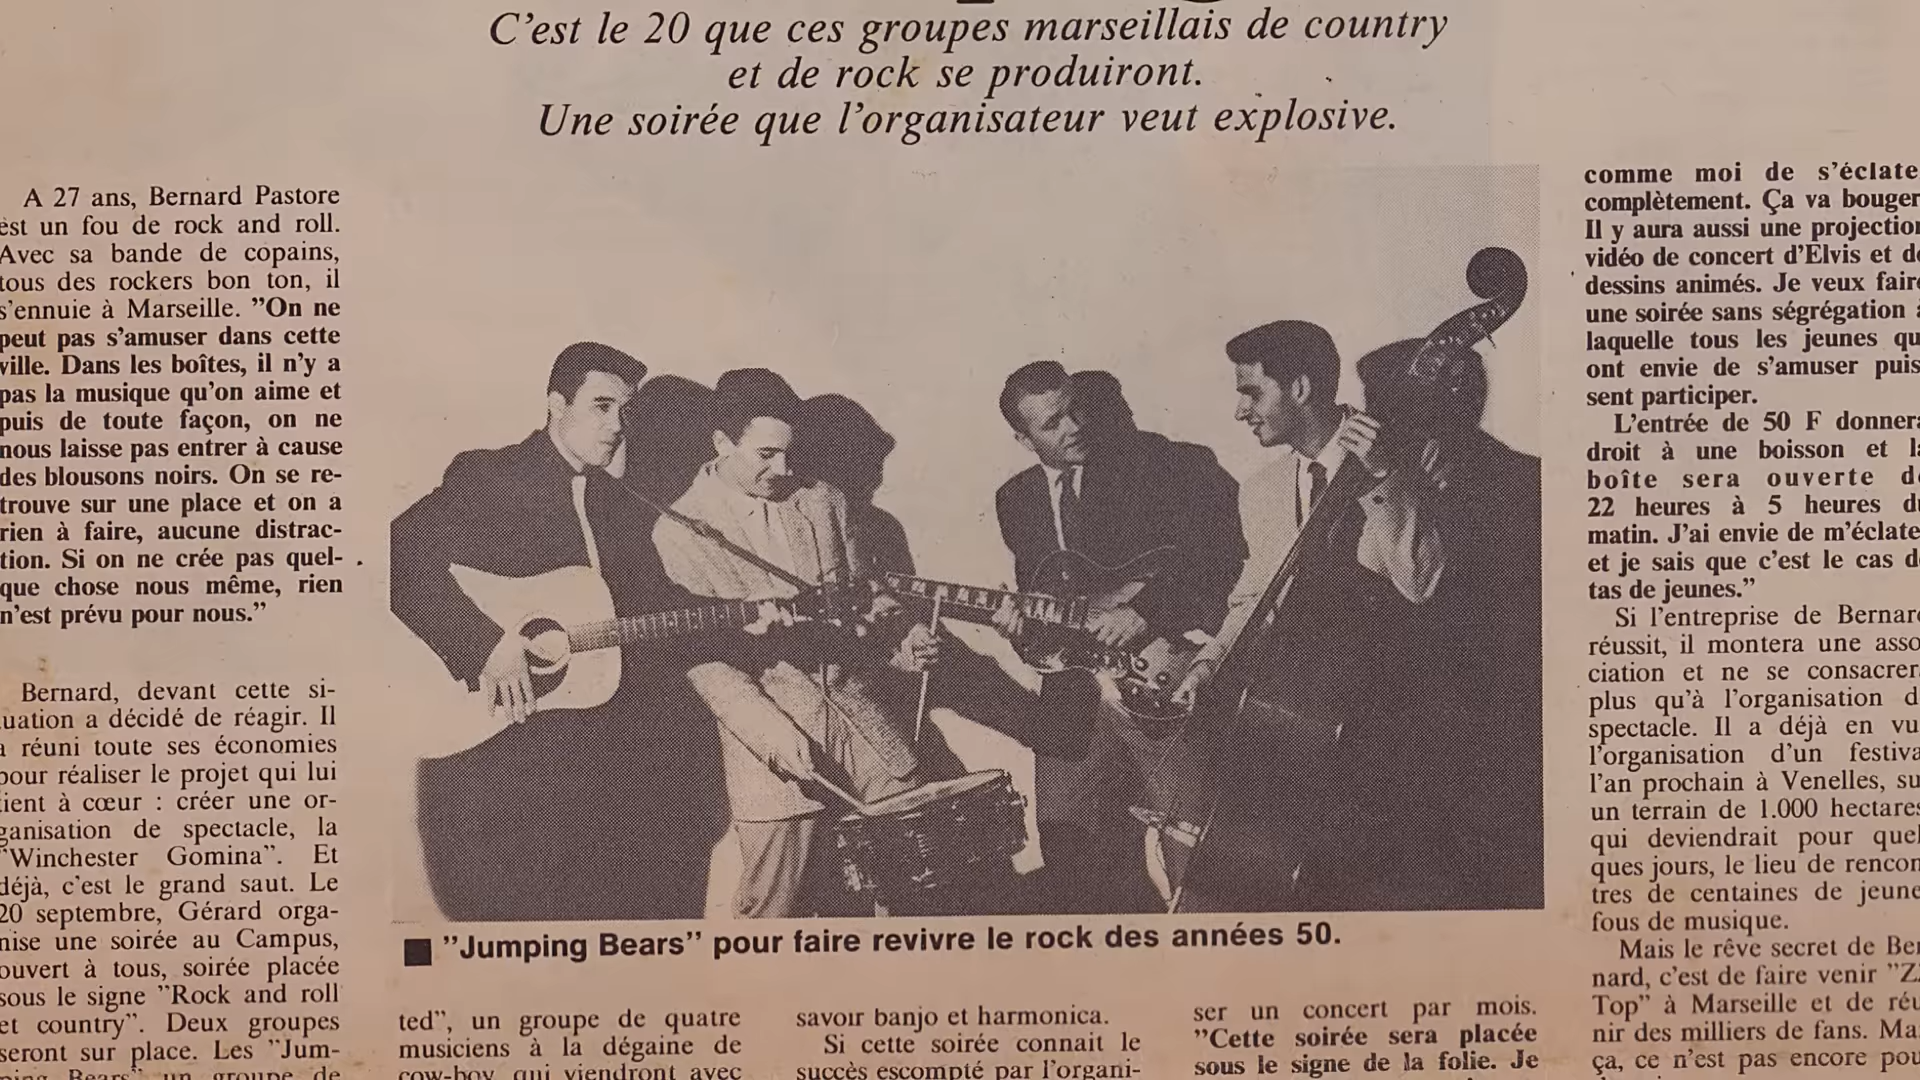 C'est le 20 que ces groupes marseillais de country
et de rock se produiront.
Une soirée que l'organisateur veut explosive.
A 27 ans, Bernard Pastore
est un fou de rock and roll.
Avec sa bande de copains,
tous des rockers bon ton, il
s'ennuie à Marseille. ”On ne
peut pas s'amuser dans cette
ville. Dans les boîtes, il n'y a
pas la musique qu'on aime et
puis de toute façon, on ne
nous laisse pas entrer à cause
des blousons noirs. On se re-
trouve sur une place et on a
rien à faire, aucune distrac-
tion. Si on ne crée pas quel-
que chose nous même, rien
n'est prévu pour nous.”
Bernard, devant cette si-
uation a décidé de réagir. Il
a réuni toute ses économies
pour réaliser le projet qui lui
tient à cœur : créer une or-
ganisation de spectacle, la
”Winchester Gomina”. Et
déjà, c'est le grand saut. Le
20 septembre, Gérard orga-
nise une soirée au Campus,
ouvert à tous, soirée placée
sous le signe ”Rock and roll
et country”. Deux groupes
seront sur place. Les ”Jum-
ping Bears” un groupe de
■ ”Jumping Bears” pour faire revivre le rock des années 50.
ted”, un groupe de quatre
musiciens à la dégaine de
cow-boy qui viendront avec
savoir banjo et harmonica.
Si cette soirée connait le
succès escompté par l'organi-
ser un concert par mois.
”Cette soirée sera placée
sous le signe de la folie. Je
comme moi de s'éclate
complètement. Ça va bouger
Il y aura aussi une projection
vidéo de concert d'Elvis et de
dessins animés. Je veux faire
une soirée sans ségrégation à
laquelle tous les jeunes qu
ont envie de s'amuser puis
sent participer.
L'entrée de 50 F donnera
droit à une boisson et la
boîte sera ouverte de
22 heures à 5 heures du
matin. J'ai envie de m'éclate
et je sais que c'est le cas d
tas de jeunes.”
Si l'entreprise de Bernard
réussit, il montera une asso
ciation et ne se consacrer
plus qu'à l'organisation d
spectacle. Il a déjà en vu
l'organisation d'un festiva
l'an prochain à Venelles, su
un terrain de 1.000 hectares
qui deviendrait pour quel
ques jours, le lieu de rencon
tres de centaines de jeune
fous de musique.
Mais le rêve secret de Ber
nard, c'est de faire venir ”Z
Top” à Marseille et de réu
nir des milliers de fans. Ma
ça, ce n'est pas encore pou